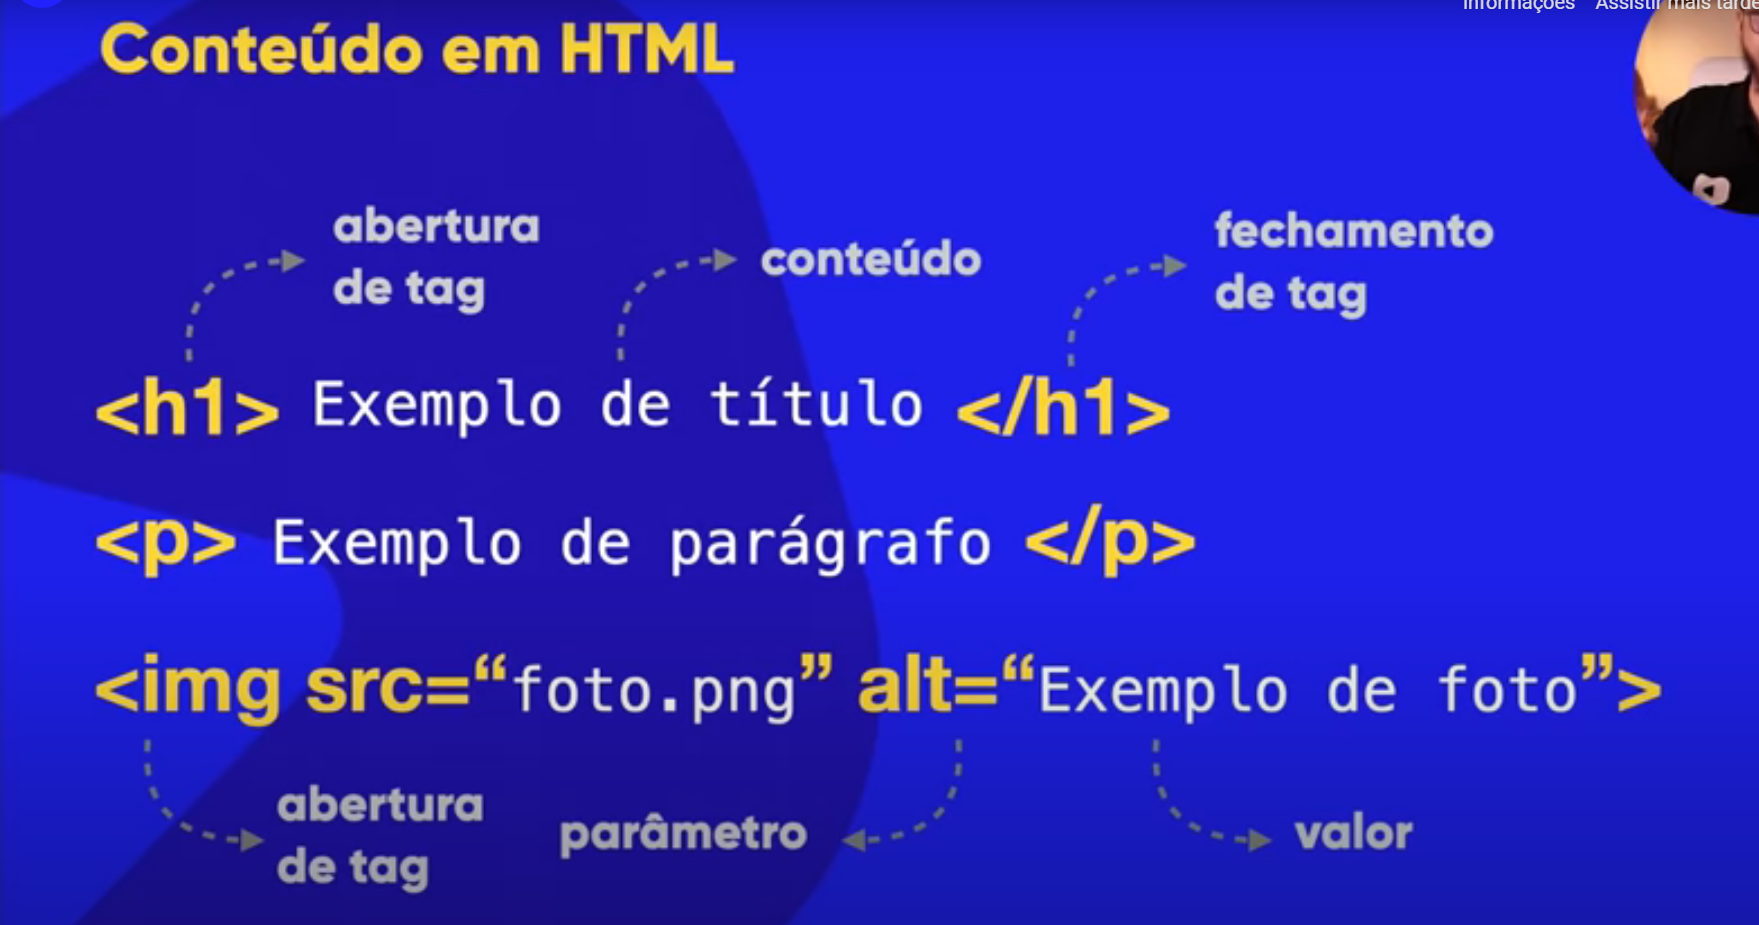 Informações Assistir mais tarde
Conteúdo em HTML
abertura
de tag
conteúdo
fechamento
de tag
<h1> Exemplo de título </h1>
<p> Exemplo de parágrafo </p>
<img src=“foto.png” alt=“Exemplo de foto”>
abertura
de tag
parâmetro
valor